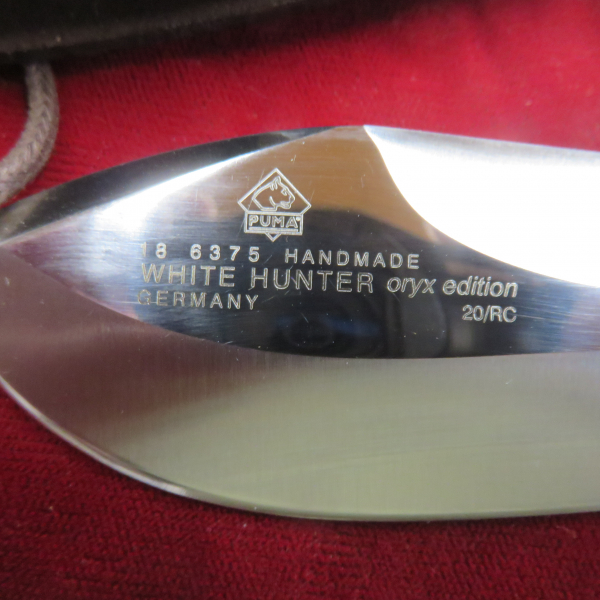 PUMA
18 6375 HANDMADE
WHITE HUNTER oryx edition
GERMANY
20/RC